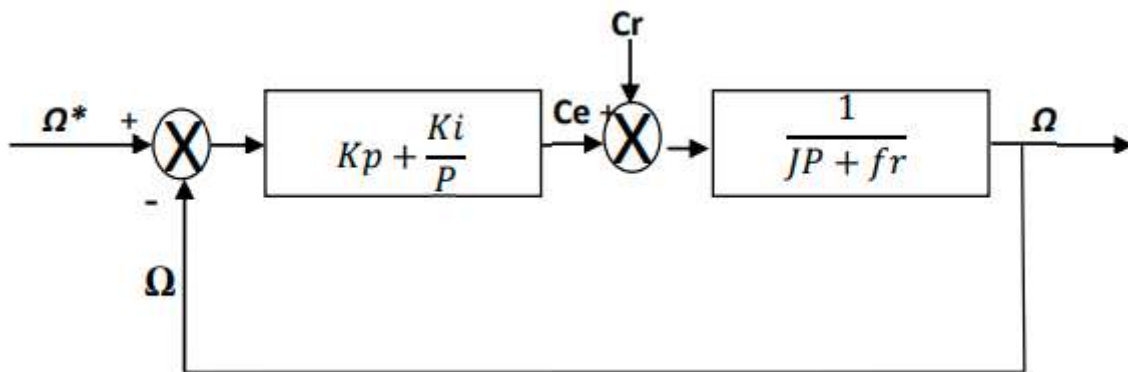 Cr
Ω* +
Kp + Ki/P
Ce +
1/(JP + fr)
Ω
-
Ω